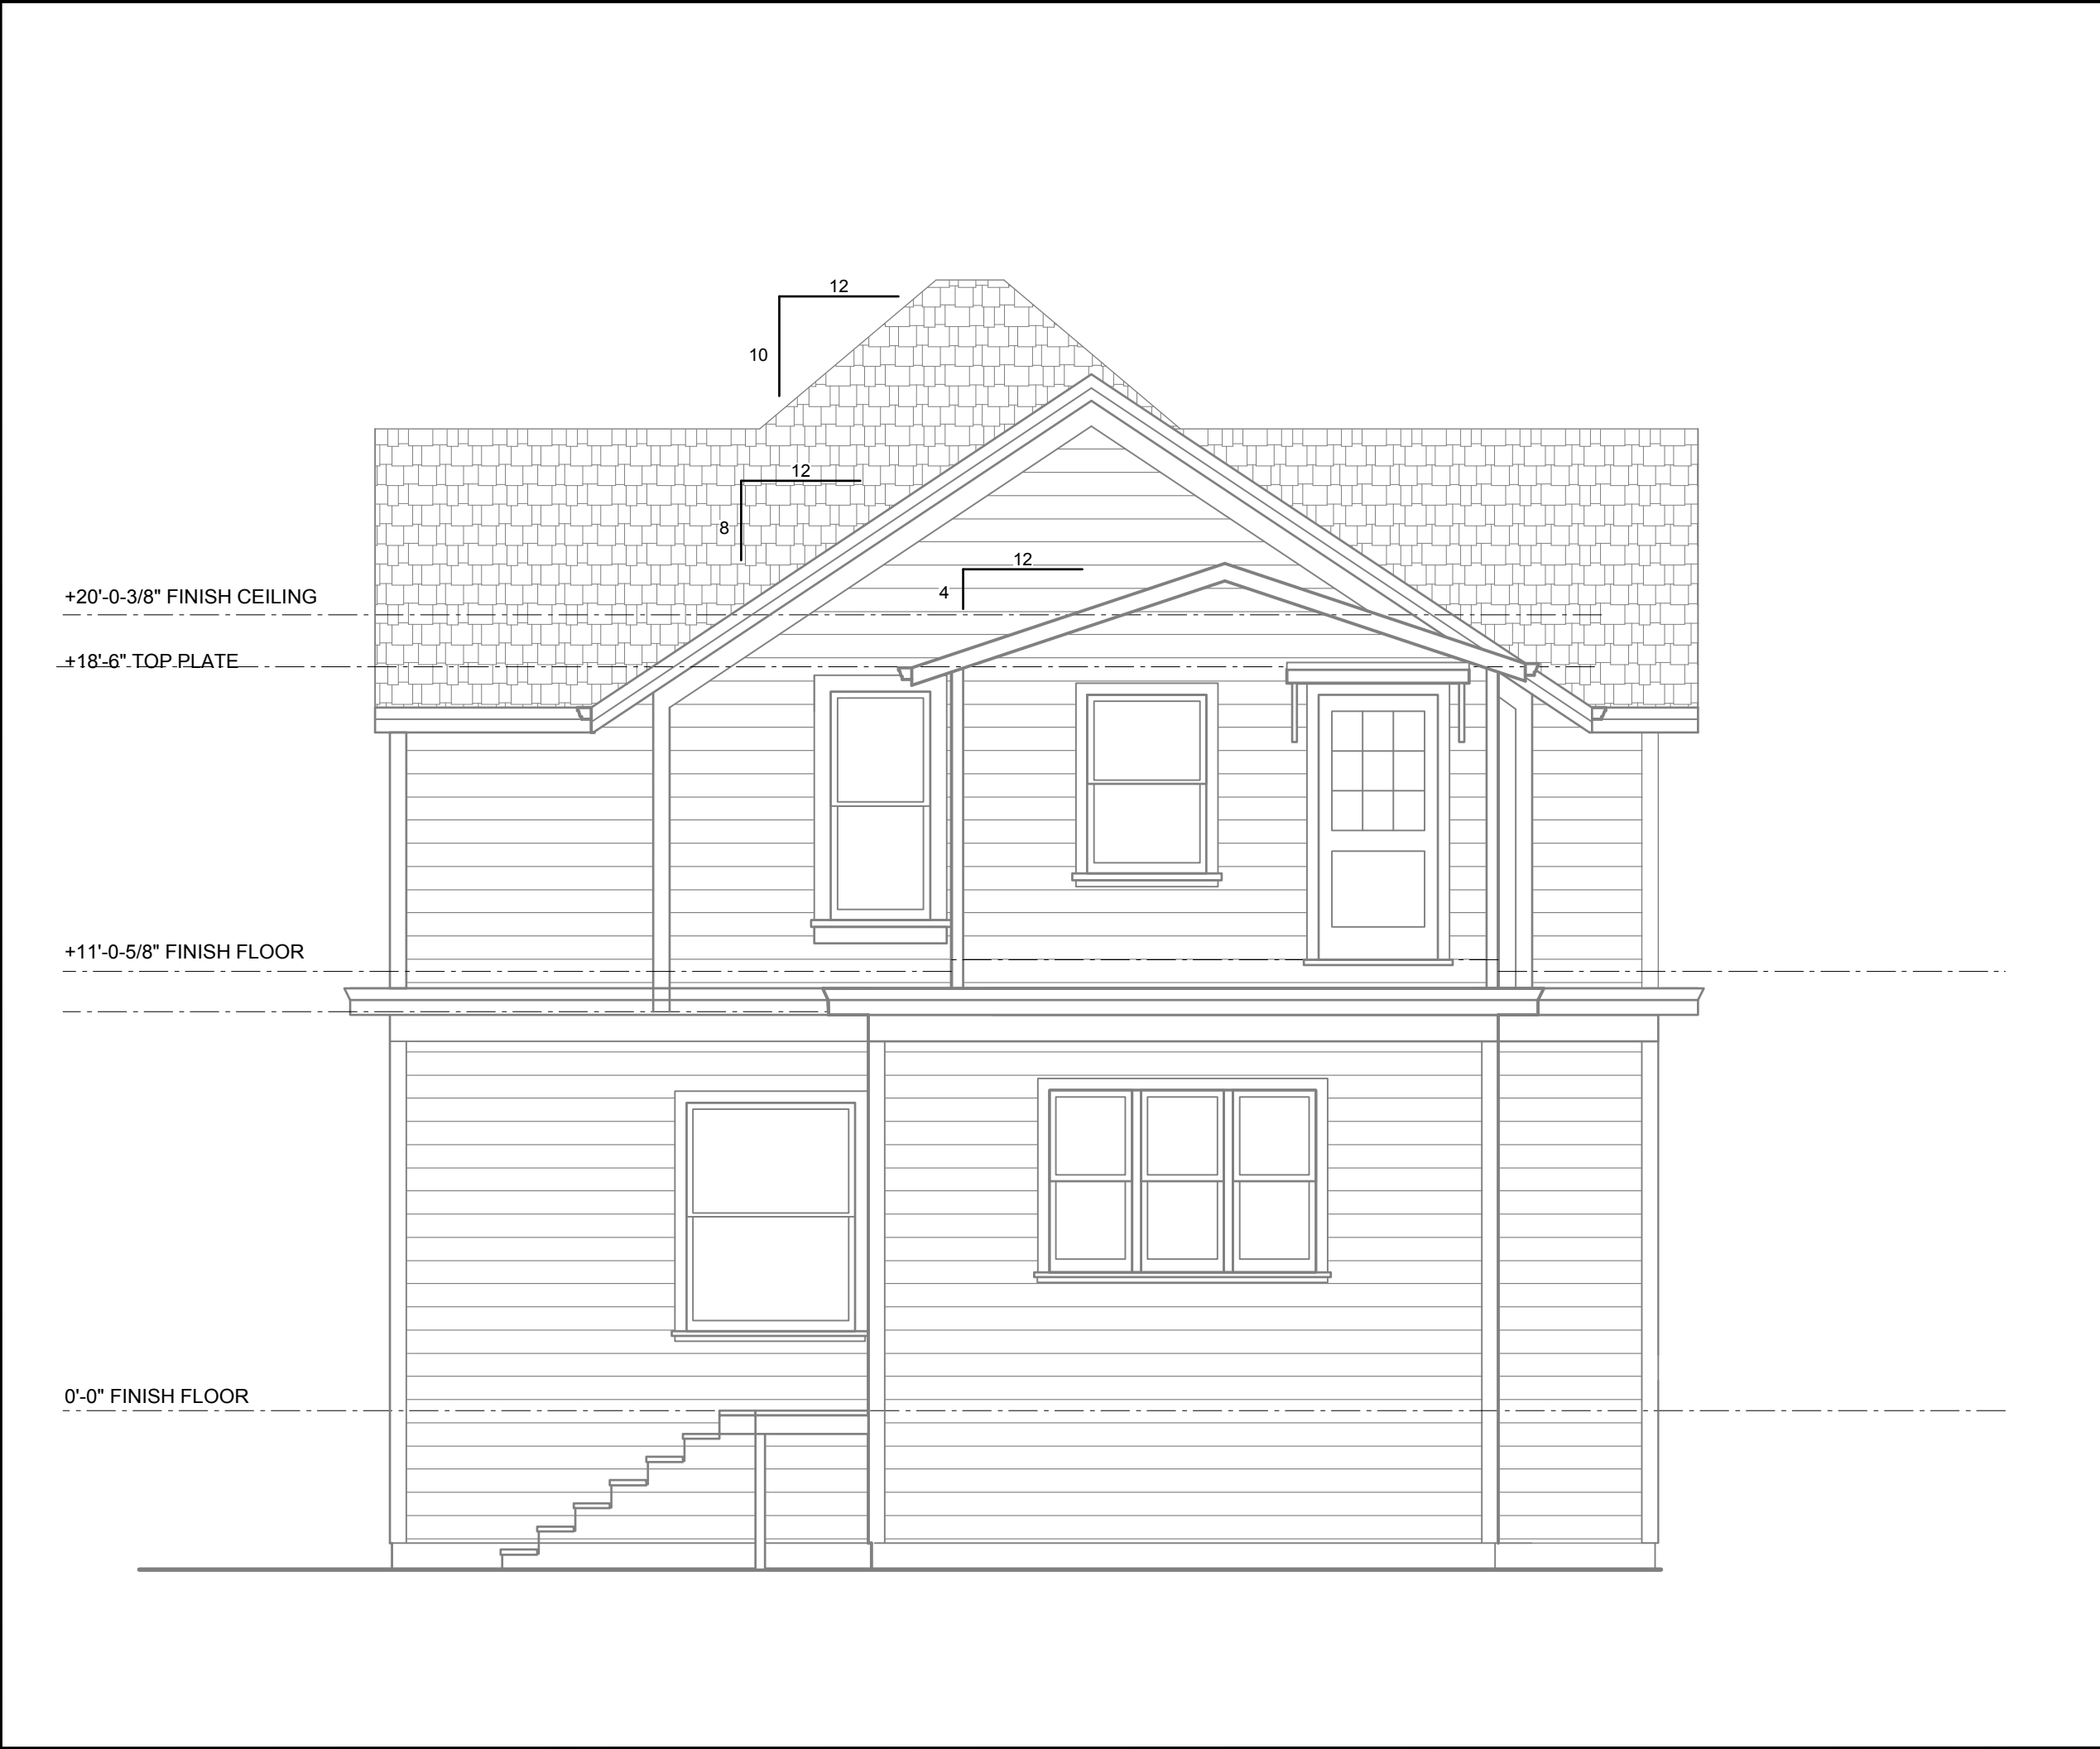 12
10
12
8
12
4
+20'-0-3/8" FINISH CEILING
+18'-6" TOP PLATE
+11'-0-5/8" FINISH FLOOR
0'-0" FINISH FLOOR